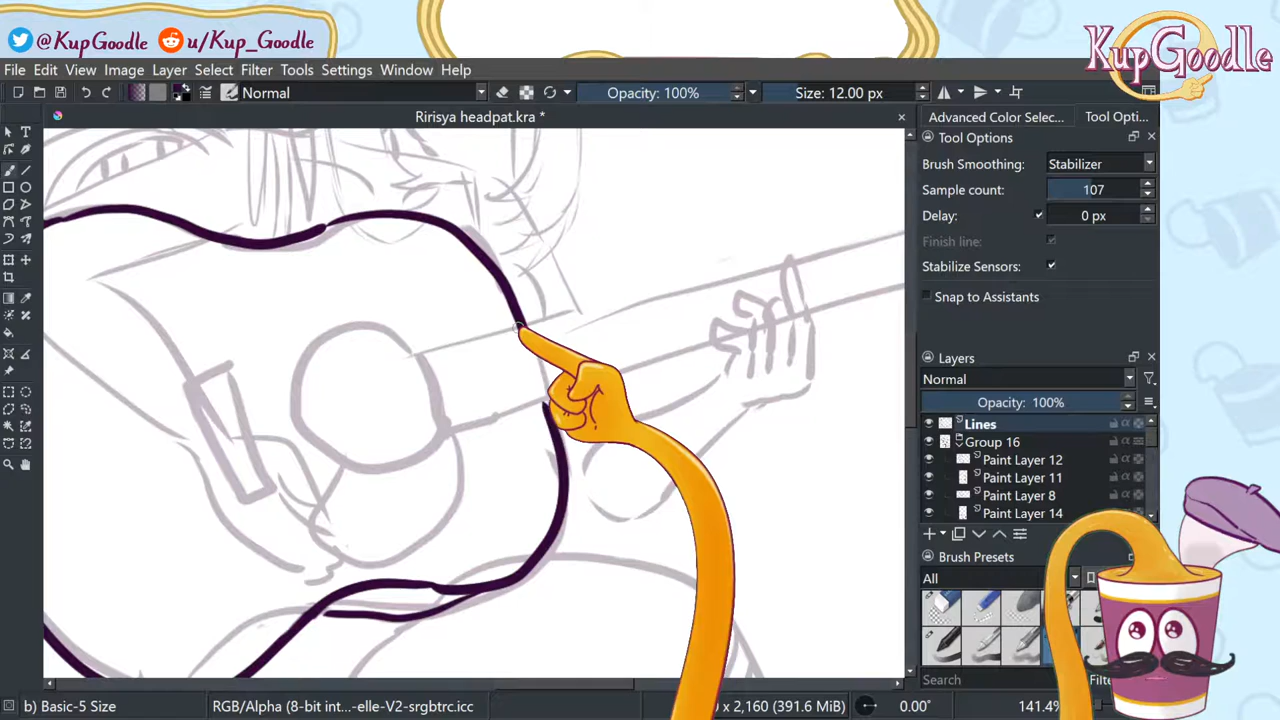 @KupGoodle u/Kup_Goodle
KupGoodle
File Edit View Image Layer Select Filter Tools Settings Window Help
Normal Opacity: 100% Size: 12.00 px
Ririsya headpat.kra *
Advanced Color Selec... Tool Opti...
Tool Options
Brush Smoothing: Stabilizer
Sample count: 107
Delay: 0 px
Finish line:
Stabilize Sensors:
Snap to Assistants
Layers
Normal
Opacity: 100%
Lines
Group 16
Paint Layer 12
Paint Layer 11
Paint Layer 8
Paint Layer 14
Brush Presets
All
Search
b) Basic-5 Size RGB/Alpha (8-bit int...-elle-V2-srgbtrc.icc x 2,160 (391.6 MiB) 0.00° 141.4%